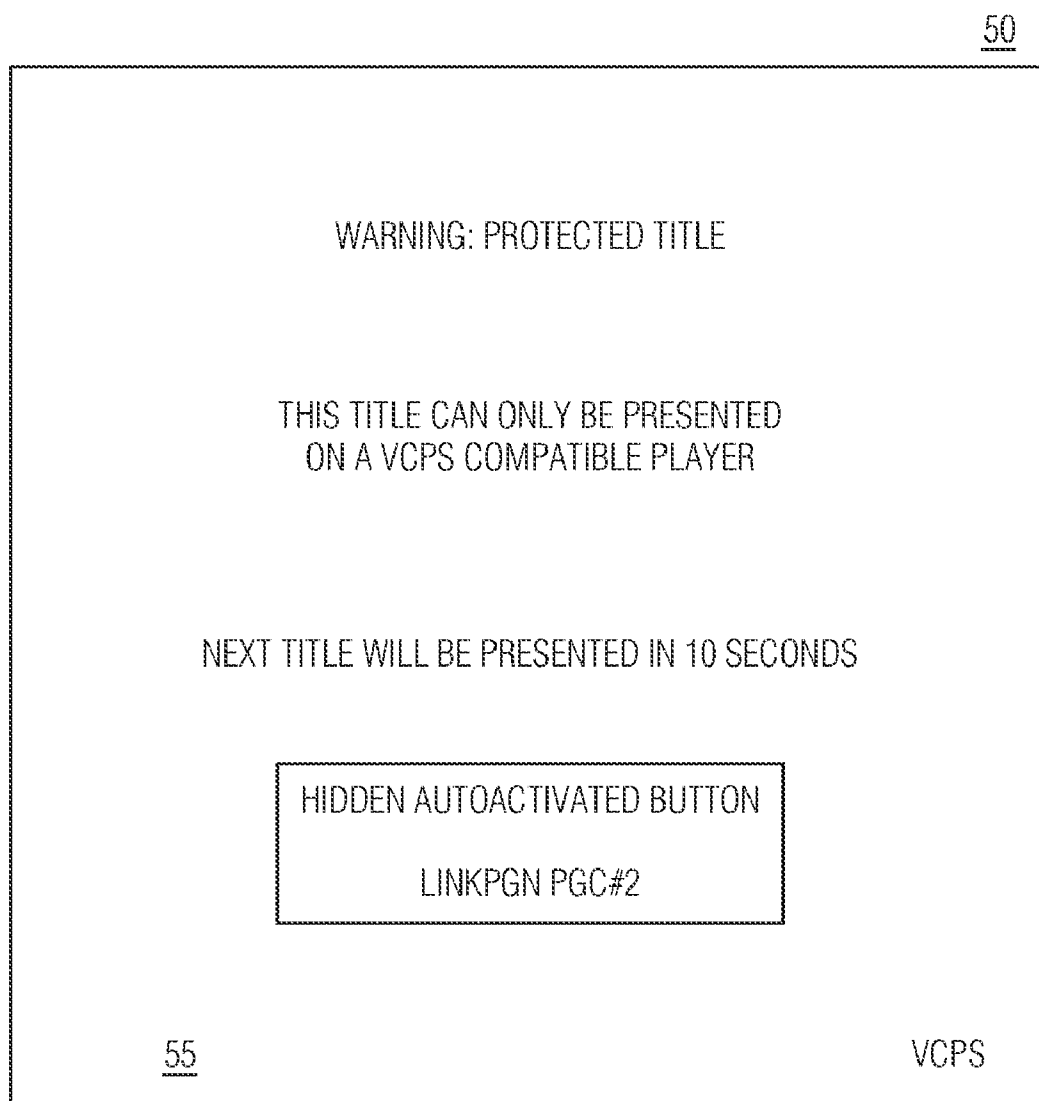 50
WARNING: PROTECTED TITLE
THIS TITLE CAN ONLY BE PRESENTED
ON A VCPS COMPATIBLE PLAYER
NEXT TITLE WILL BE PRESENTED IN 10 SECONDS
HIDDEN AUTOACTIVATED BUTTON
LINKPGN PGC#2
55
VCPS